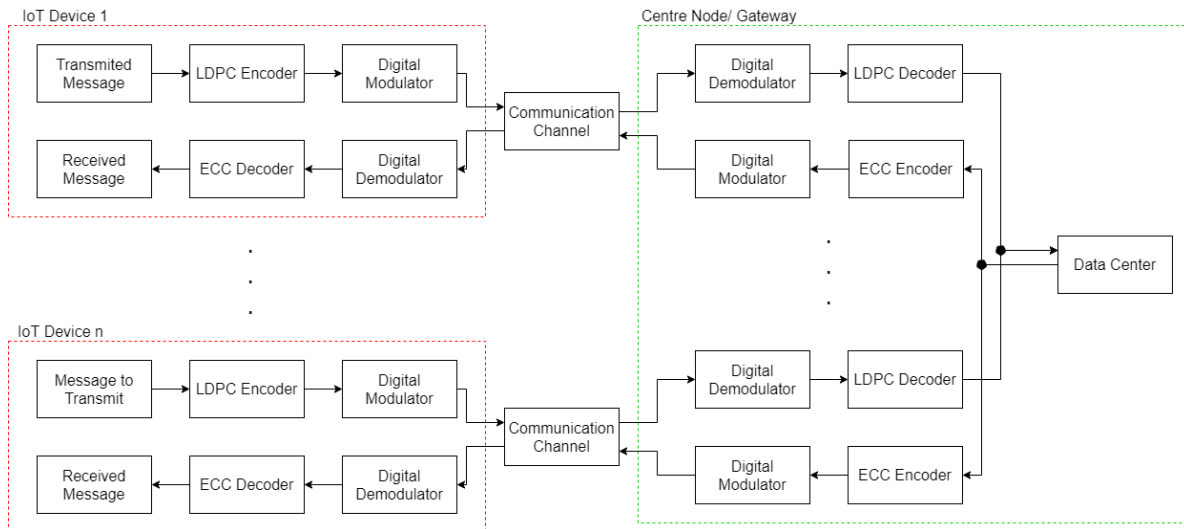 IoT Device 1
Centre Node/ Gateway
Transmited
Message
LDPC Encoder
Digital
Modulator
Communication
Channel
Digital
Demodulator
LDPC Decoder
Received
Message
ECC Decoder
Digital
Demodulator
Digital
Modulator
ECC Encoder
Data Center
IoT Device n
Message to
Transmit
LDPC Encoder
Digital
Modulator
Communication
Channel
Digital
Demodulator
LDPC Decoder
Received
Message
ECC Decoder
Digital
Demodulator
Digital
Modulator
ECC Encoder